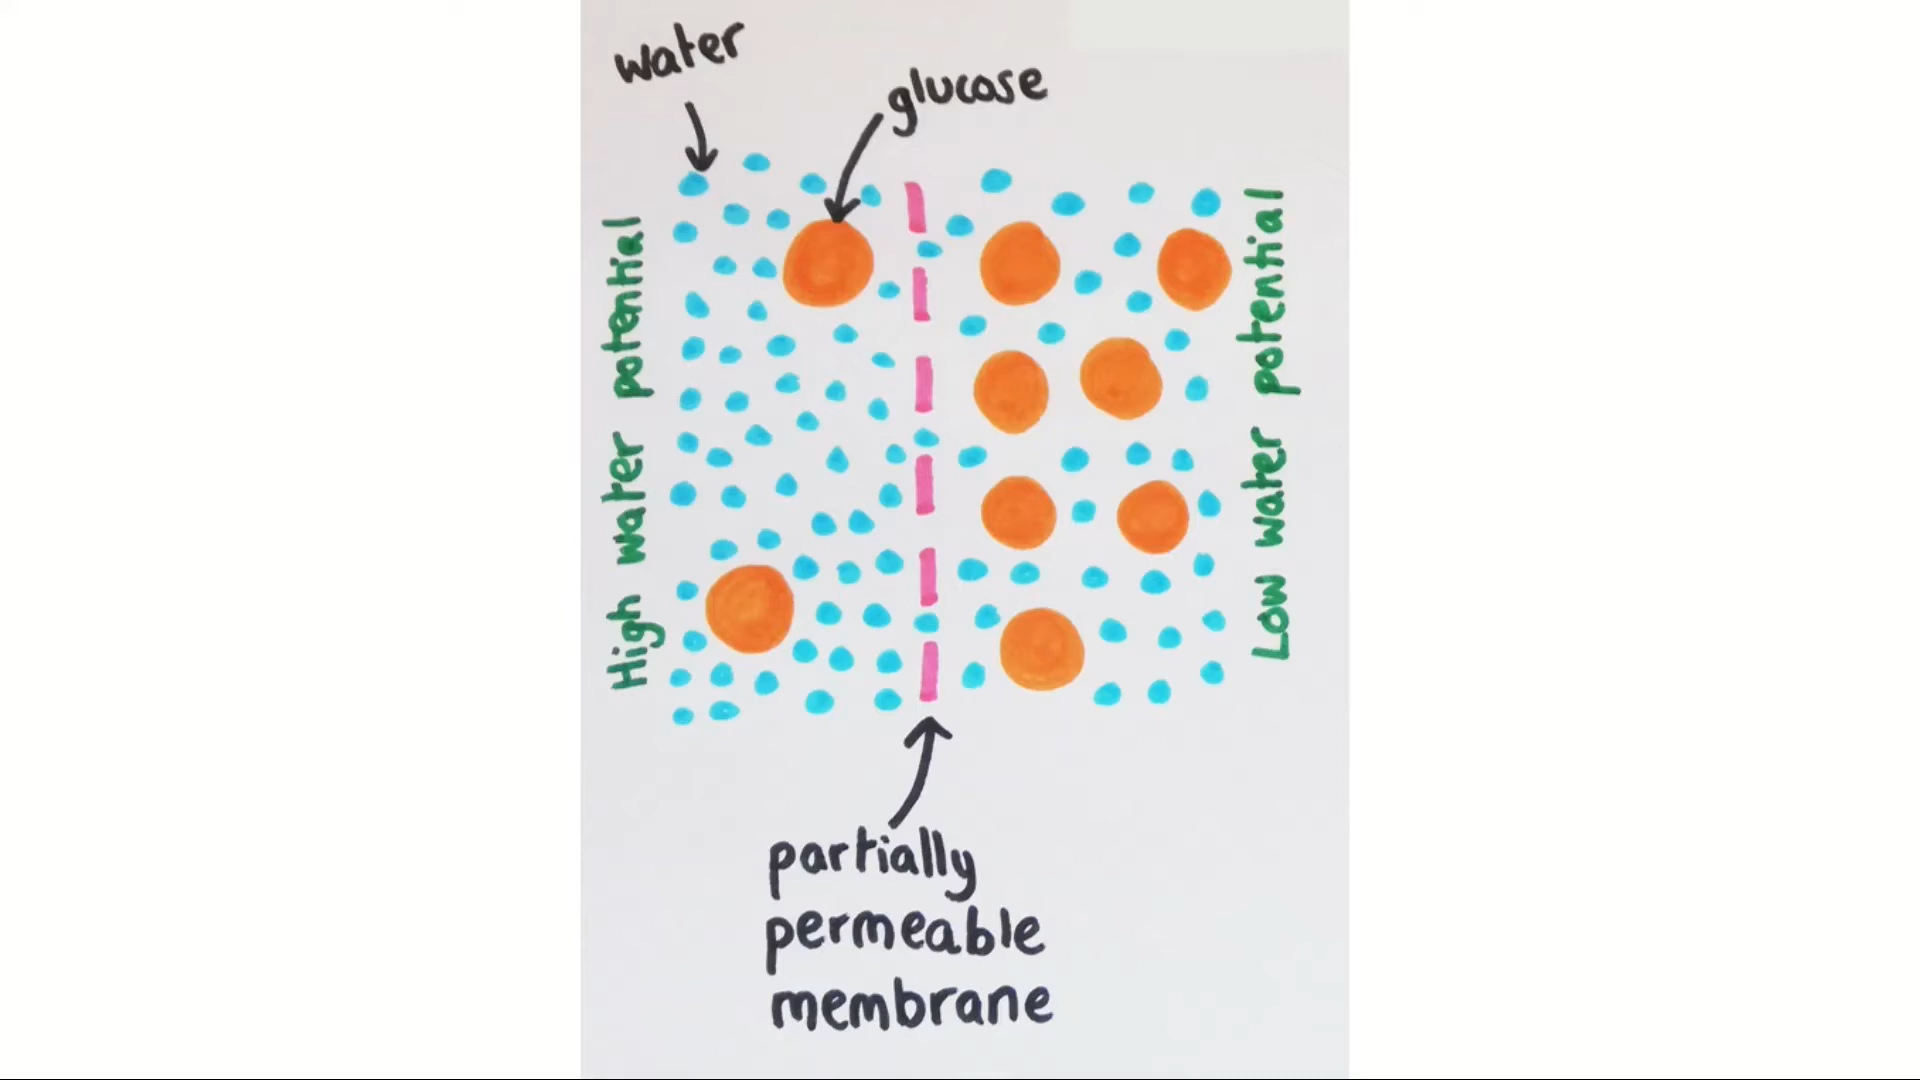 water
glucose
High water potential
Low water potential
partially
permeable
membrane